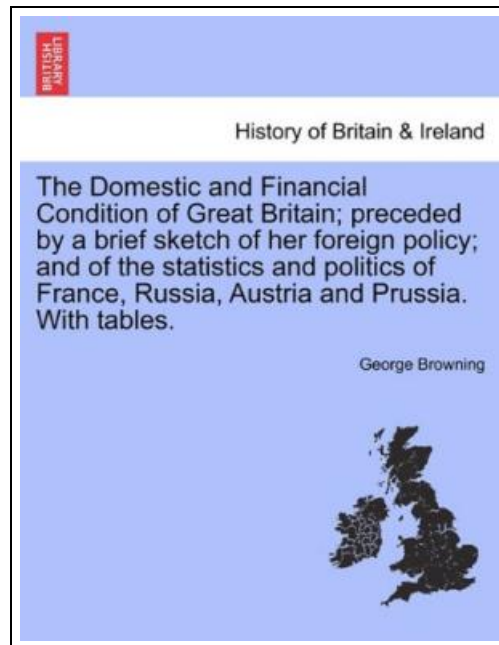 BRITISH
LIBRARY
History of Britain & Ireland
The Domestic and Financial
Condition of Great Britain; preceded
by a brief sketch of her foreign policy;
and of the statistics and politics of
France, Russia, Austria and Prussia.
With tables.
George Browning